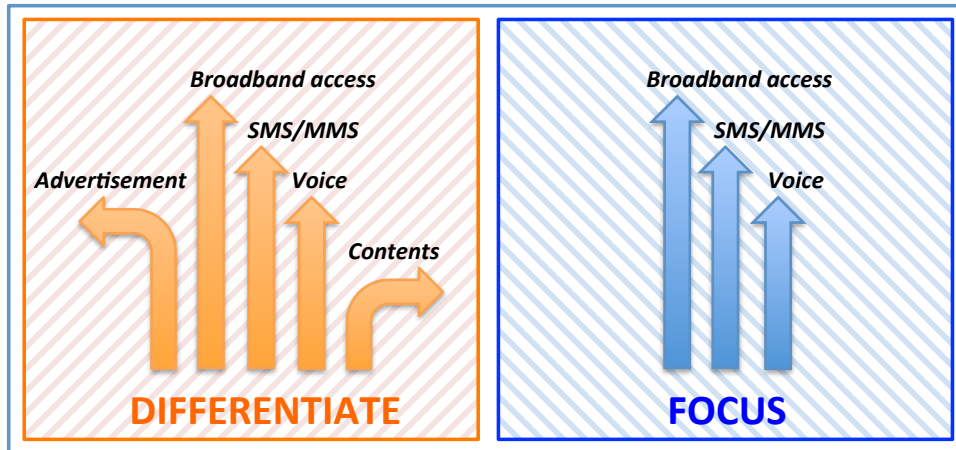 Broadband access
SMS/MMS
Advertisement
Voice
Contents
DIFFERENTIATE
Broadband access
SMS/MMS
Voice
FOCUS